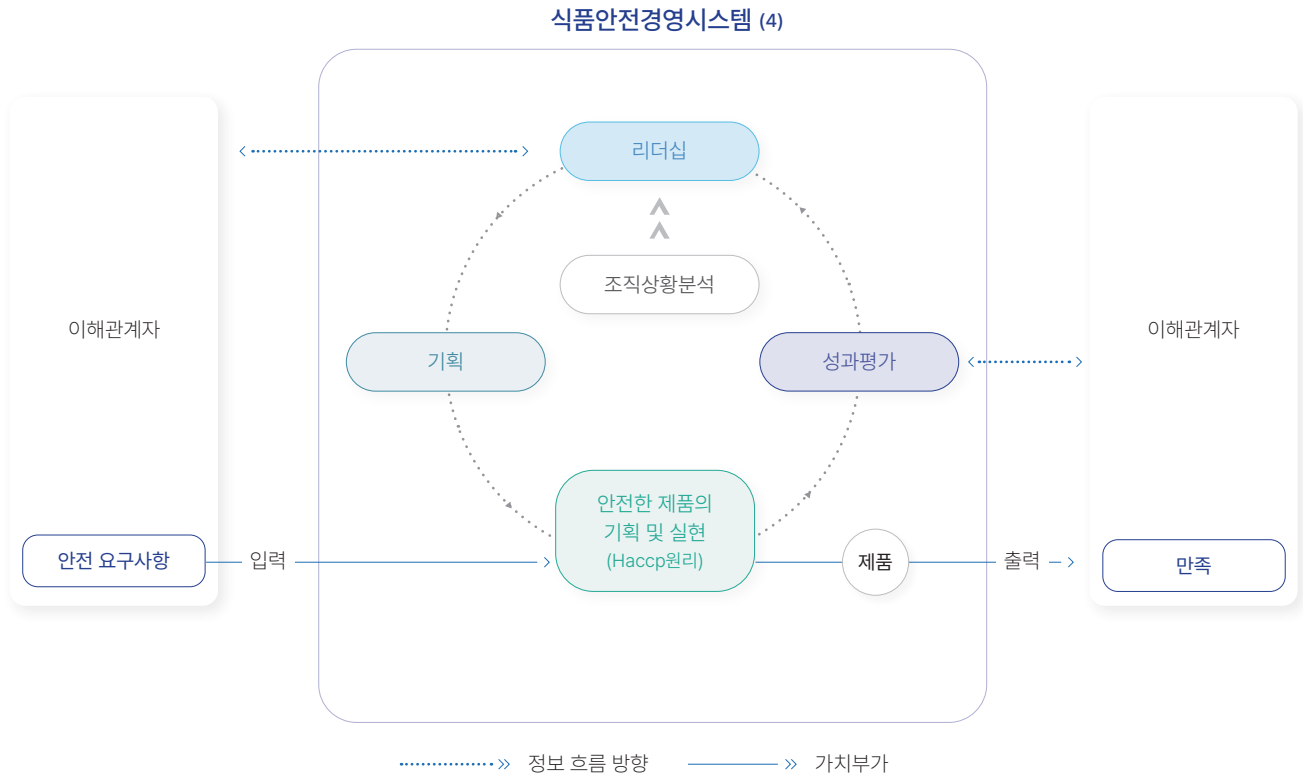 식품안전경영시스템 (4)
리더십
조직상황분석
이해관계자
이해관계자
기획
성과평가
안전한 제품의
기획 및 실현
(Haccp원리)
안전 요구사항
입력
제품
출력
만족
정보 흐름 방향
가치부가